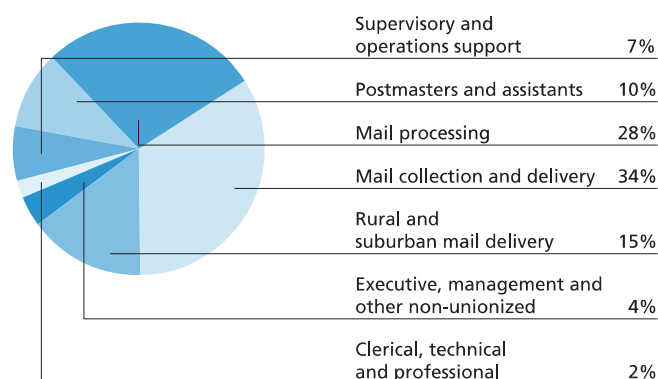 Supervisory and
operations support 7%
Postmasters and assistants 10%
Mail processing 28%
Mail collection and delivery 34%
Rural and
suburban mail delivery 15%
Executive, management and
other non-unionized 4%
Clerical, technical
and professional 2%